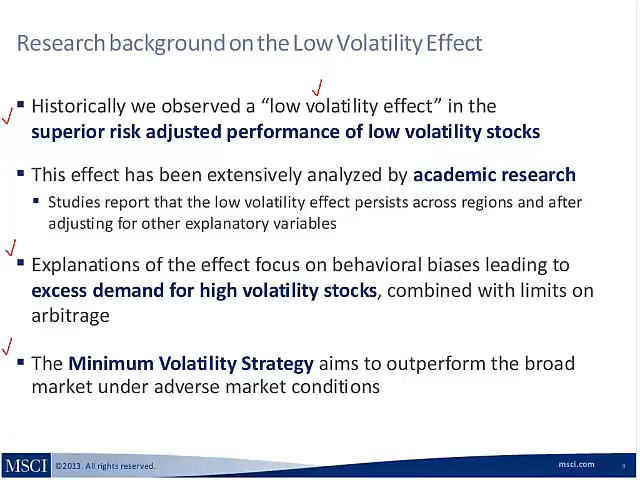 Research background on the Low Volatility Effect
▪ Historically we observed a “low volatility effect” in the
superior risk adjusted performance of low volatility stocks
▪ This effect has been extensively analyzed by academic research
▪ Studies report that the low volatility effect persists across regions and after
adjusting for other explanatory variables
▪ Explanations of the effect focus on behavioral biases leading to
excess demand for high volatility stocks, combined with limits on
arbitrage
▪ The Minimum Volatility Strategy aims to outperform the broad
market under adverse market conditions
MSCI ©2013. All rights reserved. msci.com